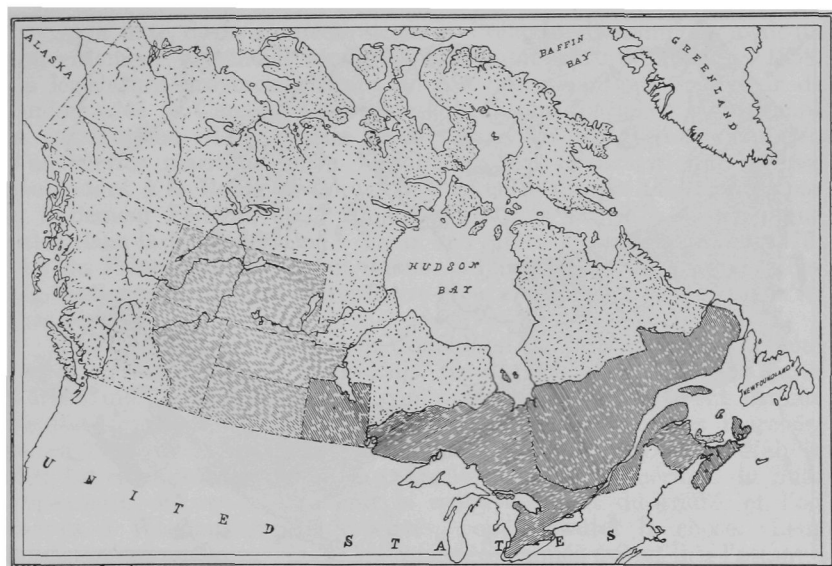 ALASKA
BAFFIN
BAY
GREENLAND
HUDSON
BAY
NEWFOUNDLAND
UNITED
STATES